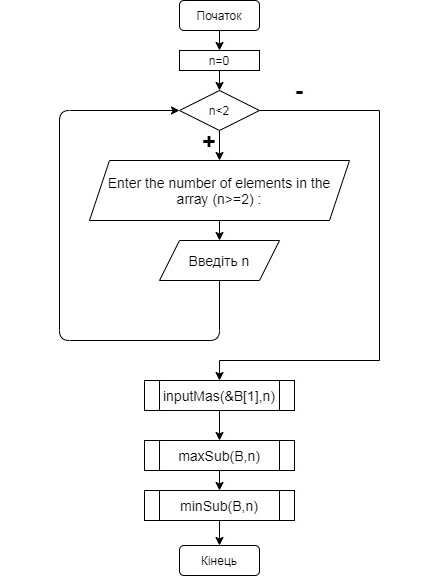 Початок
n=0
n<2
-
+
Enter the number of elements in the
array (n>=2) :
Введіть n
inputMas(&B[1],n)
maxSub(B,n)
minSub(B,n)
Кінець